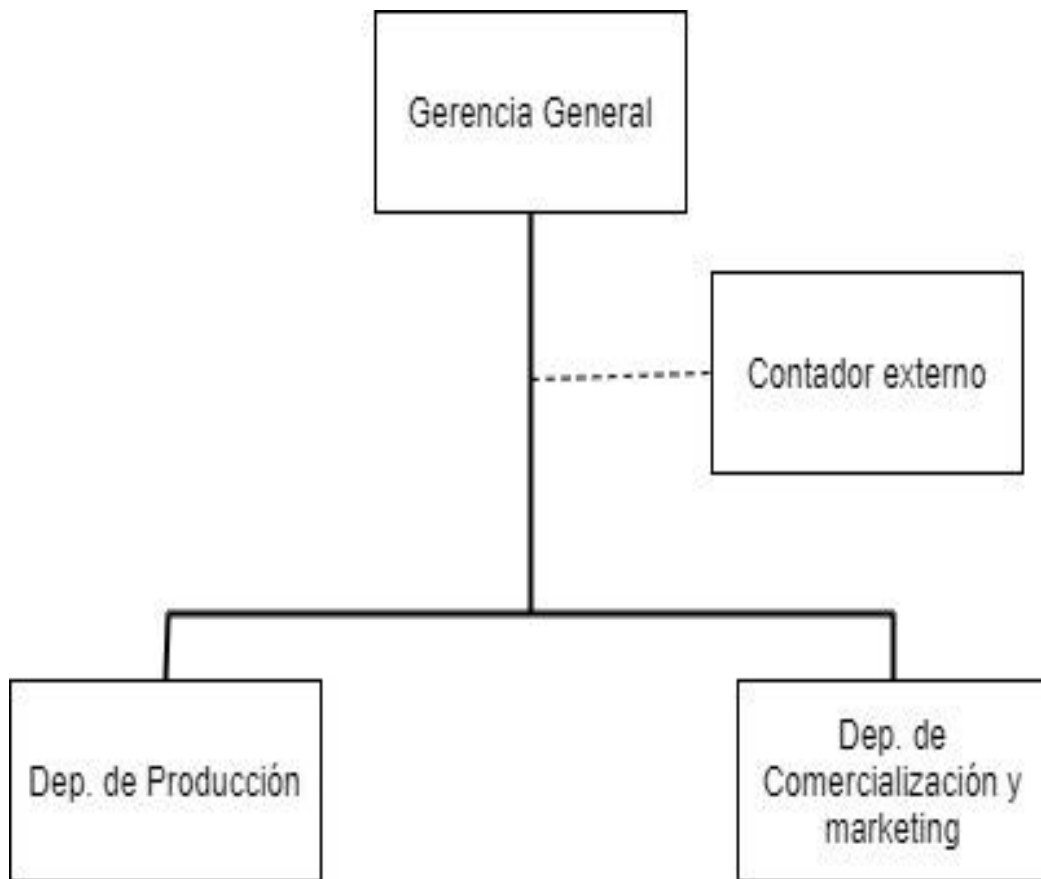 Gerencia General
Contador externo
Dep. de Producción
Dep. de
Comercialización y
marketing